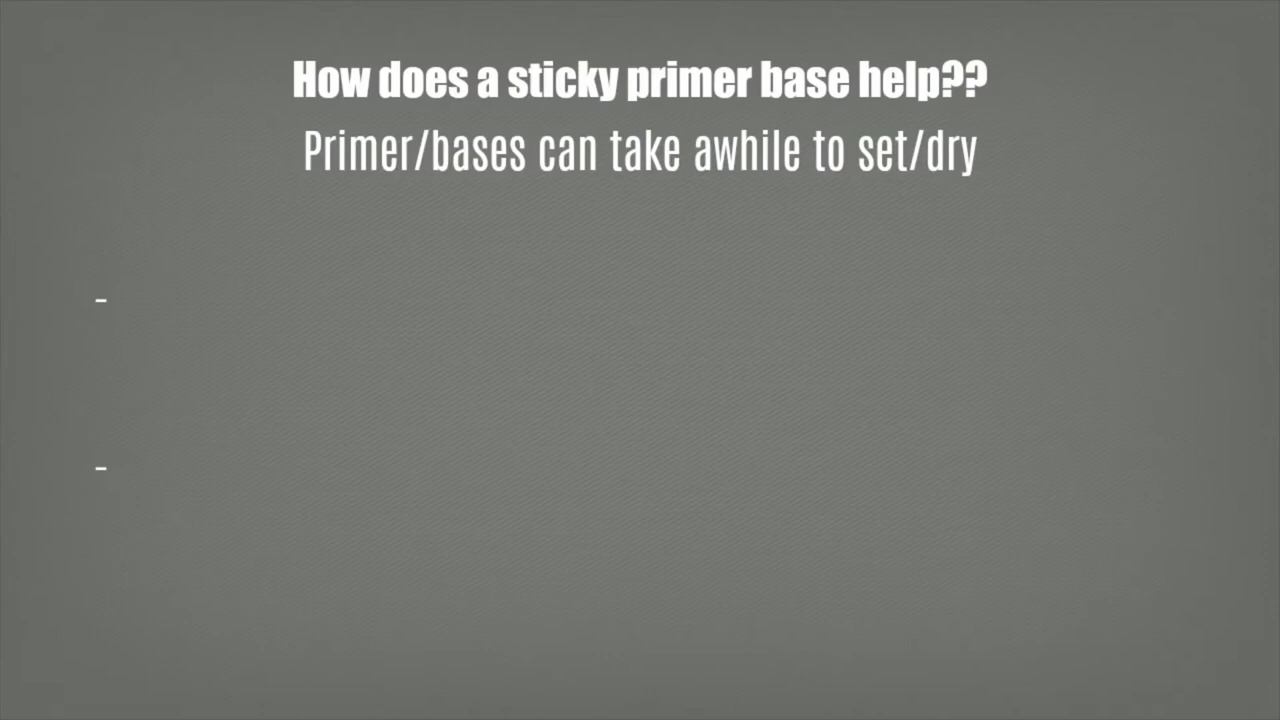 How does a sticky primer base help??
Primer/bases can take awhile to set/dry
-
-